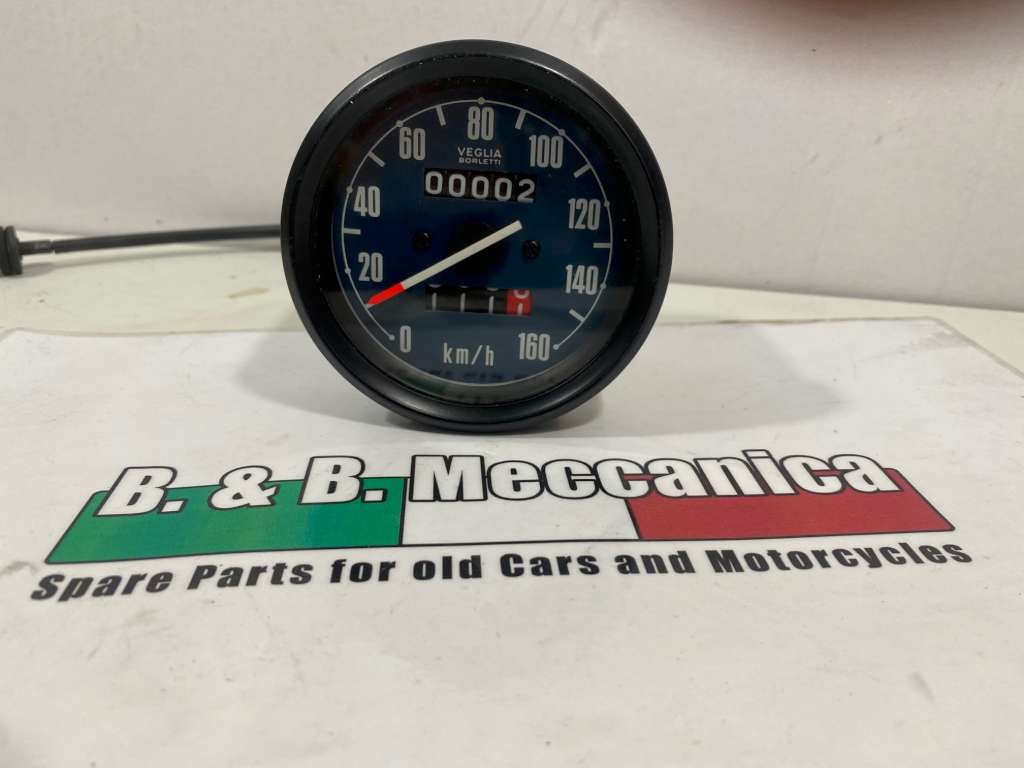 80
60
100
VEGLIA
BORLETTI
00002
40
120
20
140
0
km/h
160
B. & B. Meccanica
Spare Parts for old Cars and Motorcycles